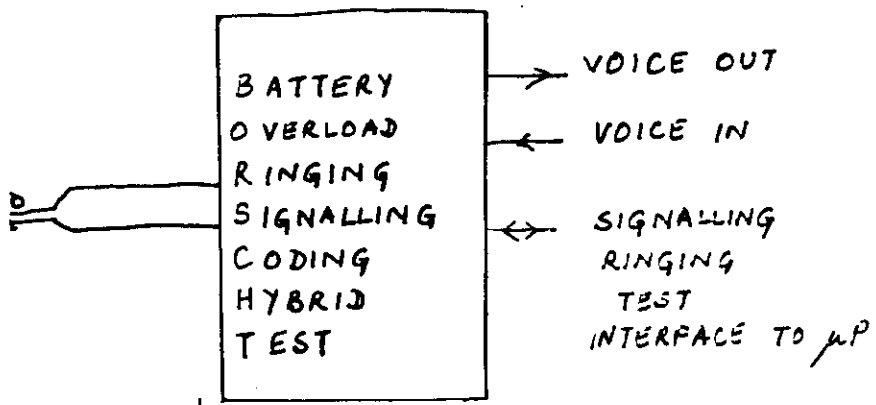 BATTERY
OVERLOAD
RINGING
SIGNALLING
CODING
HYBRID
TEST
VOICE OUT
VOICE IN
SIGNALLING
RINGING
TEST
INTERFACE TO μP